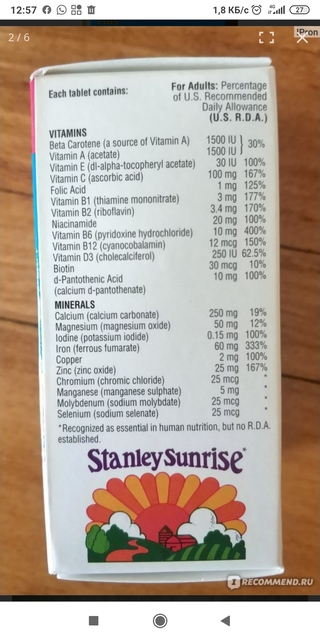 12:57
1,8 КБ/с
27
2 / 6
Each tablet contains:
For Adults: Percentage
of U.S. Recommended
Daily Allowance
(U.S. R.D.A.)
VITAMINS
Beta Carotene (a source of Vitamin A) 1500 IU } 30%
Vitamin A (acetate) 1500 IU
Vitamin E (dl-alpha-tocopheryl acetate) 30 IU 100%
Vitamin C (ascorbic acid) 100 mg 167%
Folic Acid 1 mg 125%
Vitamin B1 (thiamine mononitrate) 3 mg 177%
Vitamin B2 (riboflavin) 3.4 mg 170%
Niacinamide 20 mg 100%
Vitamin B6 (pyridoxine hydrochloride) 10 mg 400%
Vitamin B12 (cyanocobalamin) 12 mcg 150%
Vitamin D3 (cholecalciferol) 250 IU 62.5%
Biotin 30 mcg 10%
d-Pantothenic Acid 10 mg 100%
(calcium d-pantothenate)
MINERALS
Calcium (calcium carbonate) 250 mg 19%
Magnesium (magnesium oxide) 50 mg 12%
Iodine (potassium iodide) 0.15 mg 100%
Iron (ferrous fumarate) 60 mg 333%
Copper 2 mg 100%
Zinc (zinc oxide) 25 mg 167%
Chromium (chromic chloride) 25 mcg *
Manganese (manganese sulphate) 5 mg *
Molybdenum (sodium molybdate) 25 mcg *
Selenium (sodium selenate) 25 mcg *
*Recognized as essential in human nutrition, but no R.D.A.
established.
StanleySunrise
RECOMMEND.RU